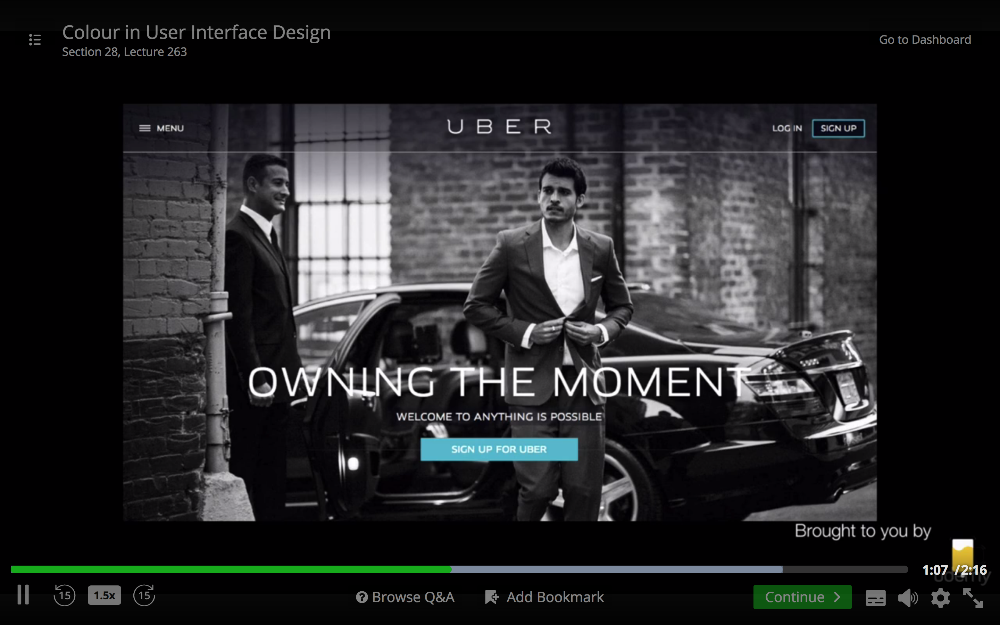 Colour in User Interface Design
Section 28, Lecture 263
Go to Dashboard
MENU
UBER
LOG IN
SIGN UP
OWNING THE MOMENT
WELCOME TO ANYTHING IS POSSIBLE
SIGN UP FOR UBER
Brought to you by
udemy
1:07 / 2:16
15
1.5x
15
? Browse Q&A
Add Bookmark
Continue